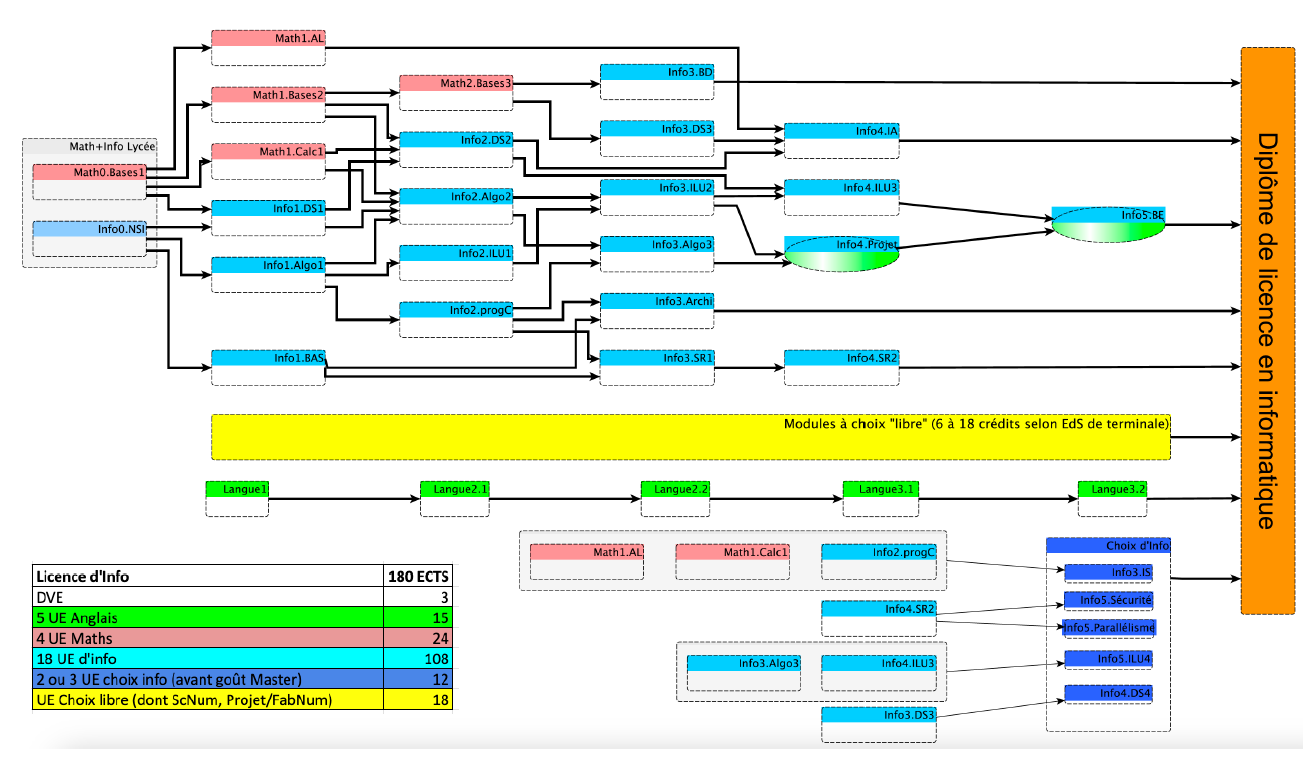 Math1.AL
Math1.Bases2
Math2.Bases3
Info3.BD
Math+Info Lycée
Math0.Bases1
Info0.NSI
Math1.Calc1
Info1.DS1
Info1.Algo1
Info1.BAS
Info2.DS2
Info2.Algo2
Info2.ILU1
Info2.progC
Info3.DS3
Info3.ILU2
Info3.Algo3
Info3.Archi
Info3.SR1
Info4.IA
Info4.ILU3
Info4.Projet
Info4.SR2
Info5.BE
Diplôme de licence en informatique
Modules à choix "libre" (6 à 18 crédits selon EdS de terminale)
Langue1
Langue2.1
Langue2.2
Langue3.1
Langue3.2
Math1.AL
Math1.Calc1
Info2.progC
Info4.SR2
Info3.Algo3
Info4.ILU3
Info3.DS3
Choix d'Info
Info3.IS
Info5.Sécurité
Info5.Parallélisme
Info5.ILU4
Info4.DS4
Licence d'Info 180 ECTS
DVE 3
5 UE Anglais 15
4 UE Maths 24
18 UE d'info 108
2 ou 3 UE choix info (avant goût Master) 12
UE Choix libre (dont ScNum, Projet/FabNum) 18